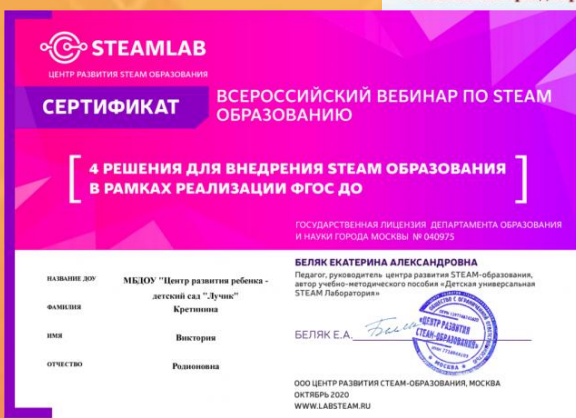 STEAMLAB
ЦЕНТР РАЗВИТИЯ STEAM ОБРАЗОВАНИЯ
СЕРТИФИКАТ
ВСЕРОССИЙСКИЙ ВЕБИНАР ПО STEAM
ОБРАЗОВАНИЮ
4 РЕШЕНИЯ ДЛЯ ВНЕДРЕНИЯ STEAM ОБРАЗОВАНИЯ
В РАМКАХ РЕАЛИЗАЦИИ ФГОС ДО
ГОСУДАРСТВЕННАЯ ЛИЦЕНЗИЯ ДЕПАРТАМЕНТА ОБРАЗОВАНИЯ
И НАУКИ ГОРОДА МОСКВЫ № 040975
НАЗВАНИЕ ДОУ МБДОУ "Центр развития ребенка -
детский сад "Лучик"
ФАМИЛИЯ Кретинина
ИМЯ Виктория
ОТЧЕСТВО Родионовна
БЕЛЯК ЕКАТЕРИНА АЛЕКСАНДРОВНА
Педагог, руководитель центра развития STEAM-образования,
автор учебно-методического пособия «Детская универсальная
STEAM Лаборатория»
БЕЛЯК Е.А.
ЦЕНТР РАЗВИТИЯ
СТЕАМ-ОБРАЗОВАНИЯ
МОСКВА
ООО ЦЕНТР РАЗВИТИЯ СТЕАМ-ОБРАЗОВАНИЯ, МОСКВА
ОКТЯБРЬ 2020
WWW.LABSTEAM.RU